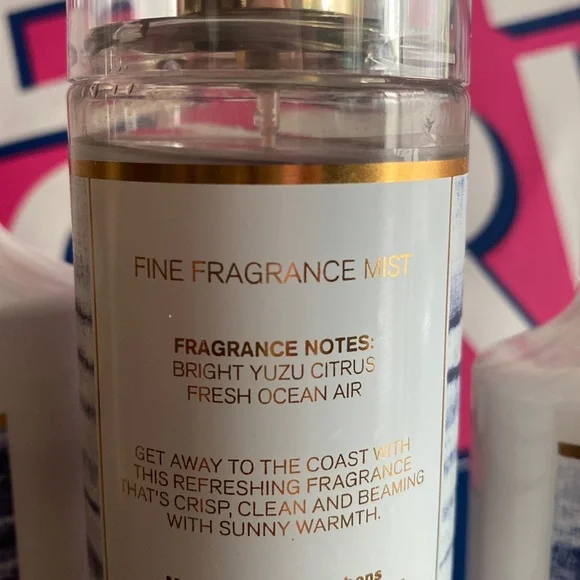 FINE FRAGRANCE MIST
FRAGRANCE NOTES:
BRIGHT YUZU CITRUS
FRESH OCEAN AIR
GET AWAY TO THE COAST WITH
THIS REFRESHING FRAGRANCE
THAT'S CRISP, CLEAN AND BEAMING
WITH SUNNY WARMTH.